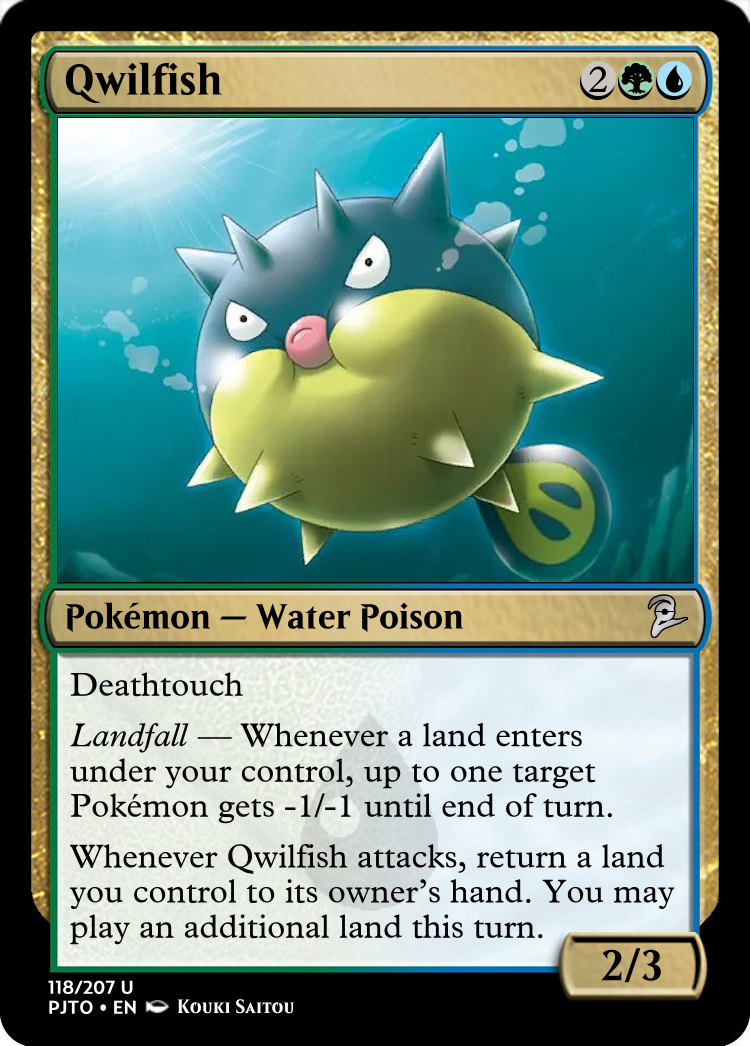 Qwilfish 2
Pokémon — Water Poison
Deathtouch
Landfall — Whenever a land enters
under your control, up to one target
Pokémon gets -1/-1 until end of turn.
Whenever Qwilfish attacks, return a land
you control to its owner's hand. You may
play an additional land this turn.
2/3
118/207 U
PJTO • EN Kouki Saitou